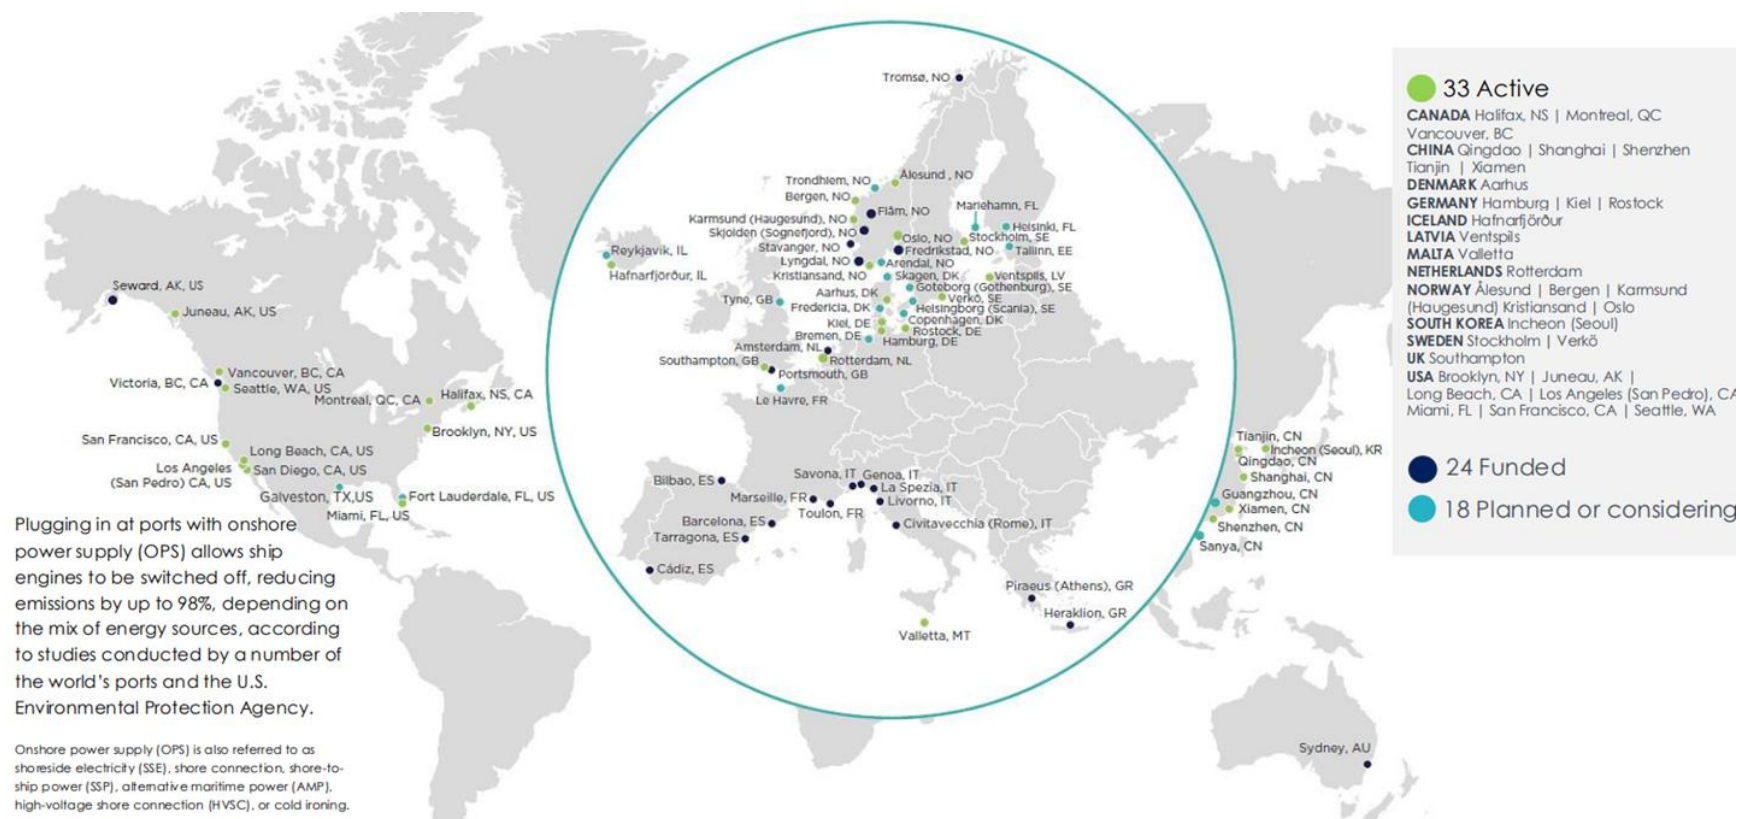 Tromsø, NO
Ålesund , NO
Trondhiem, NO
Bergen, NO
Flåm, NO
Mariehamn, FL
Karmsund (Haugesund), NO
Helsinki, FL
Skjolden (Sognefjord), NO
Oslo, NO
Stockholm, SE
Stavanger, NO
Fredrikstad, NO
Tallinn, EE
Lyngdal, NO
Arendal, NO
Kristiansand, NO
Skagen, DK
Ventspils, LV
Reykjavik, IL
Hafnarfjörður, IL
Goteborg (Gothenburg), SE
Aarhus, DK
Verkö, SE
Tyne, GB
Fredericia, DK
Helsingborg (Scania), SE
Copenhagen, DK
Kiel, DE
Rostock, DE
Bremen, DE
Hamburg, DE
Amsterdam, NL
Southampton, GB
Rotterdam, NL
Portsmouth, GB
Le Havre, FR
Seward, AK, US
Juneau, AK, US
Vancouver, BC, CA
Victoria, BC, CA
Seattle, WA, US
Montreal, QC, CA
Halifax, NS, CA
Brooklyn, NY, US
San Francisco, CA, US
Long Beach, CA, US
Los Angeles
(San Pedro) CA, US
San Diego, CA, US
Galveston, TX,US
Fort Lauderdale, FL, US
Miami, FL, US
Bilbao, ES
Savona, IT
Genoa, IT
La Spezia, IT
Marseille, FR
Livorno, IT
Toulon, FR
Barcelona, ES
Civitavecchia (Rome), IT
Tarragona, ES
Cádiz, ES
Piraeus (Athens), GR
Heraklion, GR
Valletta, MT
Tianjin, CN
Incheon (Seoul), KR
Qingdao, CN
Shanghai, CN
Guangzhou, CN
Xiamen, CN
Shenzhen, CN
Sanya, CN
Sydney, AU
Plugging in at ports with onshore
power supply (OPS) allows ship
engines to be switched off, reducing
emissions by up to 98%, depending on
the mix of energy sources, according
to studies conducted by a number of
the world's ports and the U.S.
Environmental Protection Agency.
Onshore power supply (OPS) is also referred to as
shoreside electricity (SSE), shore connection, shore-to-
ship power (SSP), alternative maritime power (AMP),
high-voltage shore connection (HVSC), or cold ironing.
33 Active
CANADA Halifax, NS | Montreal, QC
Vancouver, BC
CHINA Qingdao | Shanghai | Shenzhen
Tianjin | Xiamen
DENMARK Aarhus
GERMANY Hamburg | Kiel | Rostock
ICELAND Hafnarfjörður
LATVIA Ventspils
MALTA Valletta
NETHERLANDS Rotterdam
NORWAY Ålesund | Bergen | Karmsund
(Haugesund) Kristiansand | Oslo
SOUTH KOREA Incheon (Seoul)
SWEDEN Stockholm | Verkö
UK Southampton
USA Brooklyn, NY | Juneau, AK |
Long Beach, CA | Los Angeles (San Pedro), CA
Miami, FL | San Francisco, CA | Seattle, WA
24 Funded
18 Planned or considering